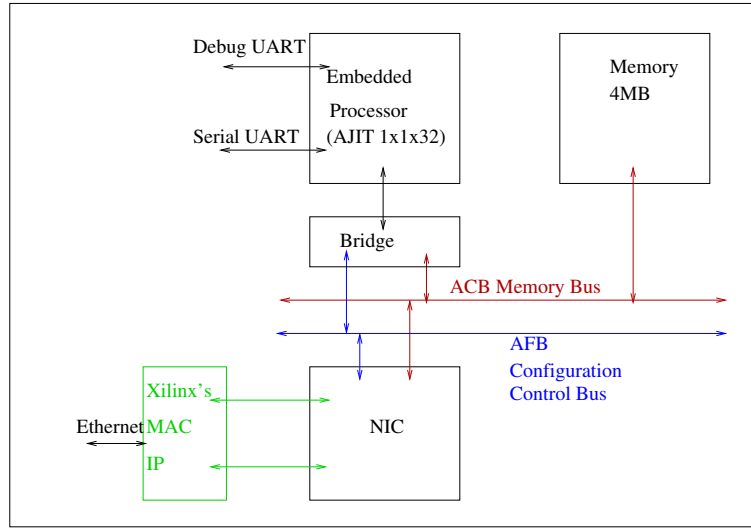 Debug UART
Embedded
Processor
(AJIT 1x1x32)
Serial UART
Memory
4MB
Bridge
ACB Memory Bus
AFB
Configuration
Control Bus
Xilinx's
MAC
IP
Ethernet
NIC